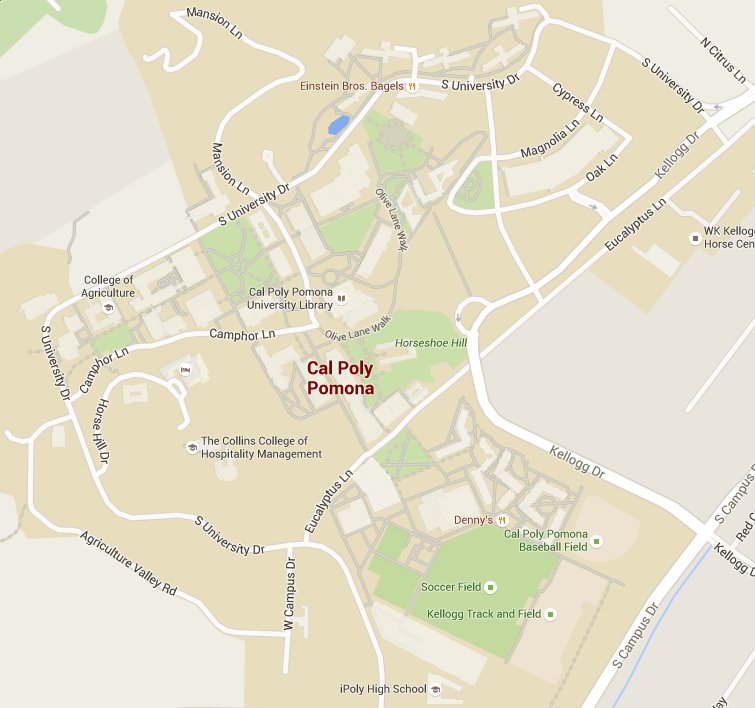 Mansion Ln
N Citrus Ln
Einstein Bros. Bagels
S University Dr
S University Dr
Cypress Ln
Magnolia Ln
Kellogg Dr
Mansion Ln
Oak Ln
S University Dr
Olive Lane Walk
Eucalyptus Ln
WK Kellogg
Horse Cen
College of
Agriculture
Cal Poly Pomona
University Library
Olive Lane Walk
Camphor Ln
Horseshoe Hill
S University Dr
Camphor Ln
Cal Poly
Pomona
Horse Hill Dr
The Collins College of
Hospitality Management
Kellogg Dr
Eucalyptus Ln
S Campus D
Denny's
Cal Poly Pomona
Baseball Field
Red C
S University Dr
Kellogg D
Agriculture Valley Rd
W Campus Dr
Soccer Field
Kellogg Track and Field
S Campus Dr
iPoly High School